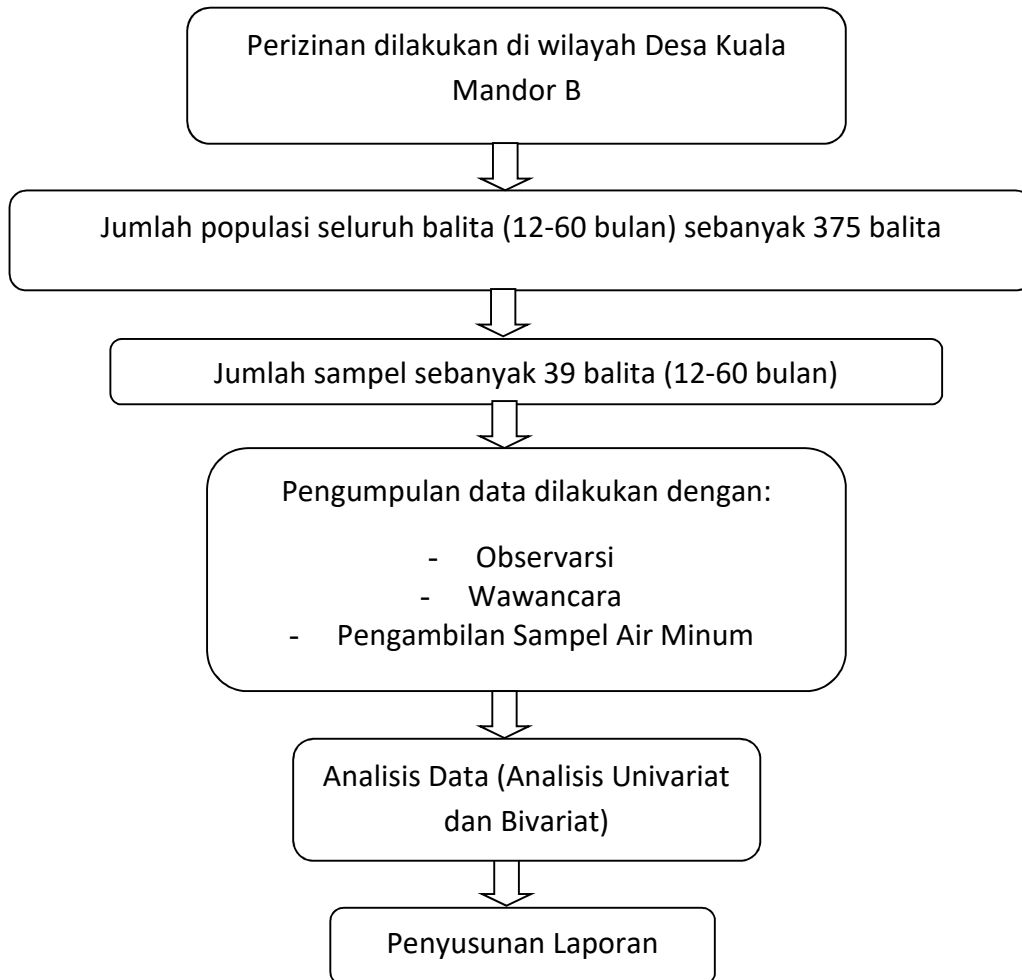 Perizinan dilakukan di wilayah Desa Kuala
Mandor B
Jumlah populasi seluruh balita (12-60 bulan) sebanyak 375 balita
Jumlah sampel sebanyak 39 balita (12-60 bulan)
Pengumpulan data dilakukan dengan:
- Observarsi
- Wawancara
- Pengambilan Sampel Air Minum
Analisis Data (Analisis Univariat
dan Bivariat)
Penyusunan Laporan